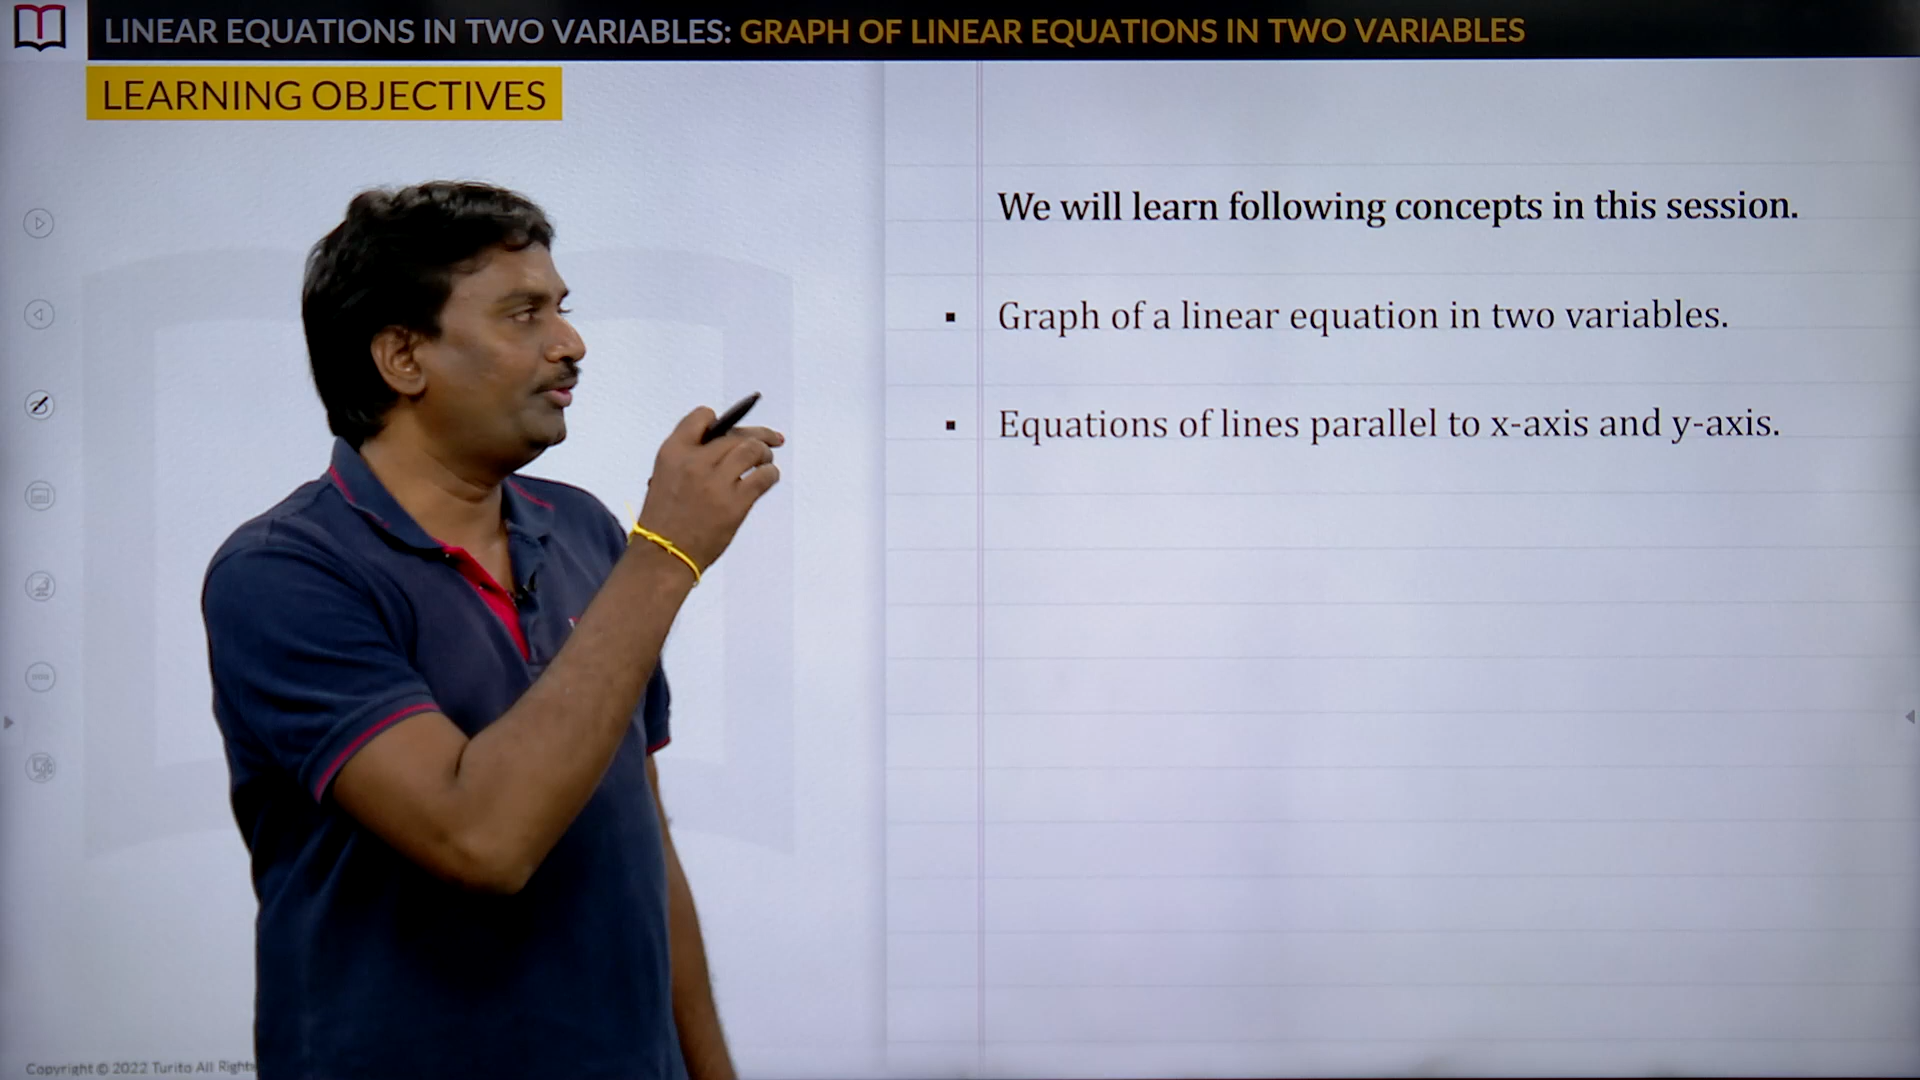 LINEAR EQUATIONS IN TWO VARIABLES: GRAPH OF LINEAR EQUATIONS IN TWO VARIABLES
LEARNING OBJECTIVES
We will learn following concepts in this session.
▪ Graph of a linear equation in two variables.
▪ Equations of lines parallel to x-axis and y-axis.
Copyright © 2022 Turito All Rights